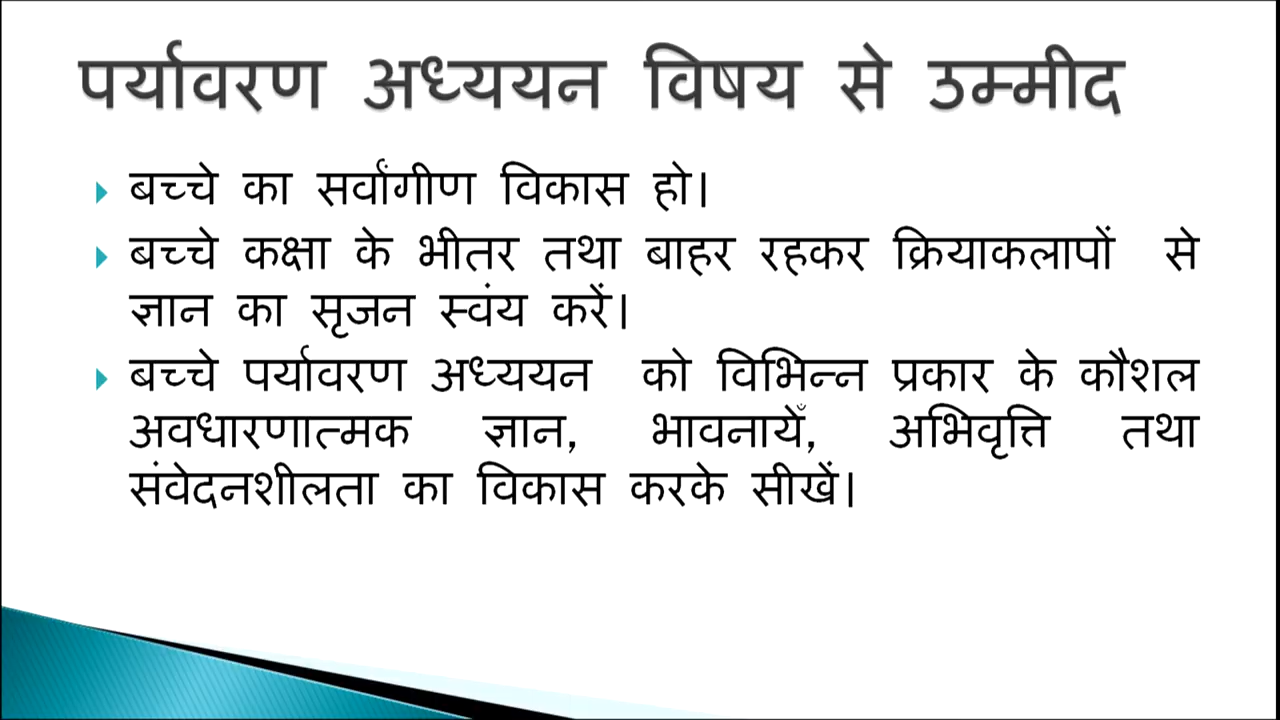 पर्यावरण अध्ययन विषय से उम्मीद
बच्चे का सर्वांगीण विकास हो।
बच्चे कक्षा के भीतर तथा बाहर रहकर क्रियाकलापों से
ज्ञान का सृजन स्वंय करें।
बच्चे पर्यावरण अध्ययन को विभिन्न प्रकार के कौशल
अवधारणात्मक ज्ञान, भावनायेँ, अभिवृत्ति तथा
संवेदनशीलता का विकास करके सीखें।